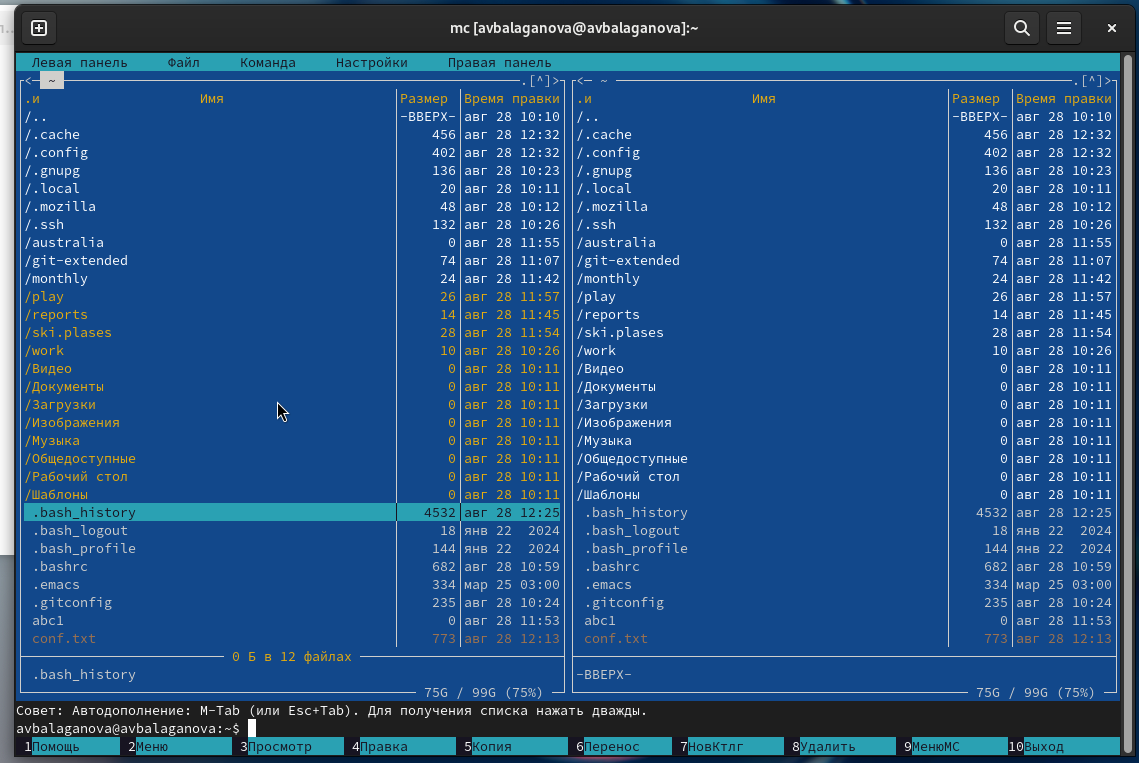 mc [avbalaganova@avbalaganova]:~
Левая панель Файл Команда Настройки Правая панель
<─ ~ .[^]> <─ ~ .[^]>
.и Имя Размер Время правки .и Имя Размер Время правки
/.. -ВВЕРХ- авг 28 10:10 /.. -ВВЕРХ- авг 28 10:10
/.cache 456 авг 28 12:32 /.cache 456 авг 28 12:32
/.config 402 авг 28 12:32 /.config 402 авг 28 12:32
/.gnupg 136 авг 28 10:23 /.gnupg 136 авг 28 10:23
/.local 20 авг 28 10:11 /.local 20 авг 28 10:11
/.mozilla 48 авг 28 10:12 /.mozilla 48 авг 28 10:12
/.ssh 132 авг 28 10:26 /.ssh 132 авг 28 10:26
/australia 0 авг 28 11:55 /australia 0 авг 28 11:55
/git-extended 74 авг 28 11:07 /git-extended 74 авг 28 11:07
/monthly 24 авг 28 11:42 /monthly 24 авг 28 11:42
/play 26 авг 28 11:57 /play 26 авг 28 11:57
/reports 14 авг 28 11:45 /reports 14 авг 28 11:45
/ski.plases 28 авг 28 11:54 /ski.plases 28 авг 28 11:54
/work 10 авг 28 10:26 /work 10 авг 28 10:26
/Видео 0 авг 28 10:11 /Видео 0 авг 28 10:11
/Документы 0 авг 28 10:11 /Документы 0 авг 28 10:11
/Загрузки 0 авг 28 10:11 /Загрузки 0 авг 28 10:11
/Изображения 0 авг 28 10:11 /Изображения 0 авг 28 10:11
/Музыка 0 авг 28 10:11 /Музыка 0 авг 28 10:11
/Общедоступные 0 авг 28 10:11 /Общедоступные 0 авг 28 10:11
/Рабочий стол 0 авг 28 10:11 /Рабочий стол 0 авг 28 10:11
/Шаблоны 0 авг 28 10:11 /Шаблоны 0 авг 28 10:11
.bash_history 4532 авг 28 12:25 .bash_history 4532 авг 28 12:25
.bash_logout 18 янв 22 2024 .bash_logout 18 янв 22 2024
.bash_profile 144 янв 22 2024 .bash_profile 144 янв 22 2024
.bashrc 682 авг 28 10:59 .bashrc 682 авг 28 10:59
.emacs 334 мар 25 03:00 .emacs 334 мар 25 03:00
.gitconfig 235 авг 28 10:24 .gitconfig 235 авг 28 10:24
abc1 0 авг 28 11:53 abc1 0 авг 28 11:53
conf.txt 773 авг 28 12:13 conf.txt 773 авг 28 12:13
0 Б в 12 файлах
.bash_history -ВВЕРХ-
75G / 99G (75%) 75G / 99G (75%)
Совет: Автодополнение: M-Tab (или Esc+Tab). Для получения списка нажать дважды.
avbalaganova@avbalaganova:~$
1Помощь 2Меню 3Просмотр 4Правка 5Копия 6Перенос 7НовКтлг 8Удалить 9МенюМС 10Выход